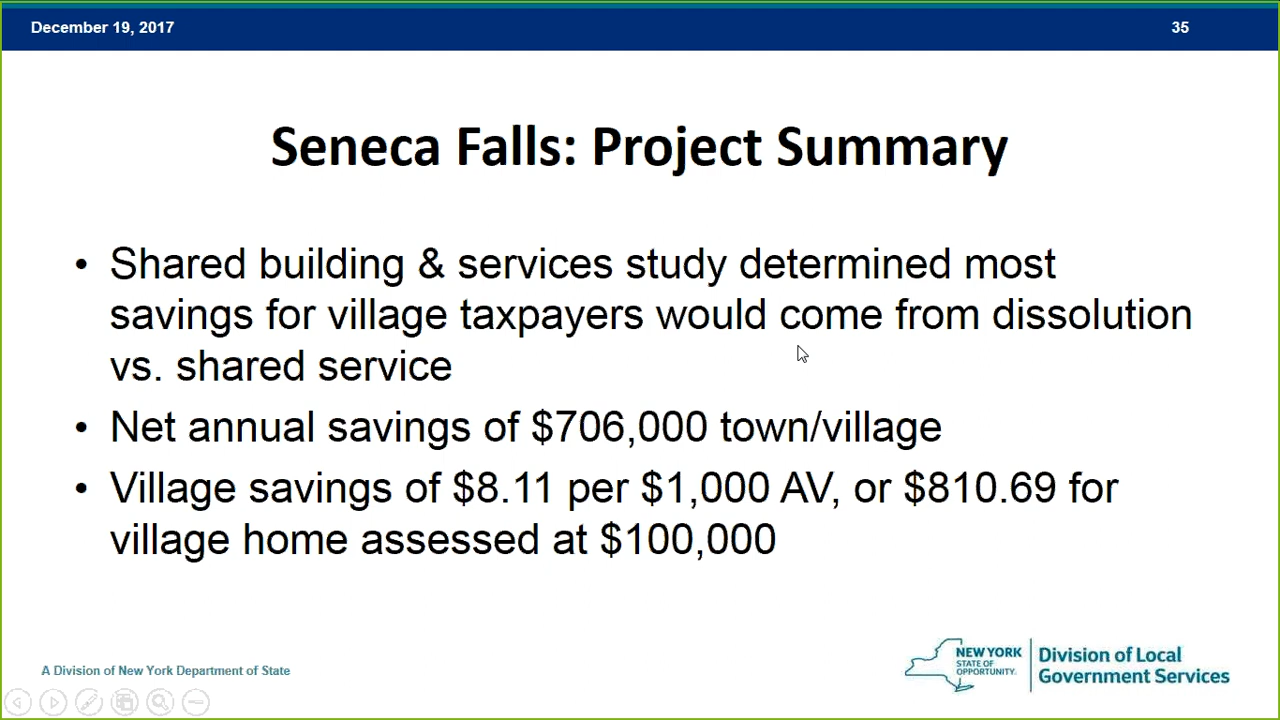 December 19, 2017
35
Seneca Falls: Project Summary
• Shared building & services study determined most
savings for village taxpayers would come from dissolution
vs. shared service
• Net annual savings of $706,000 town/village
• Village savings of $8.11 per $1,000 AV, or $810.69 for
village home assessed at $100,000
A Division of New York Department of State
NEW YORK
STATE OF
OPPORTUNITY.
Division of Local
Government Services